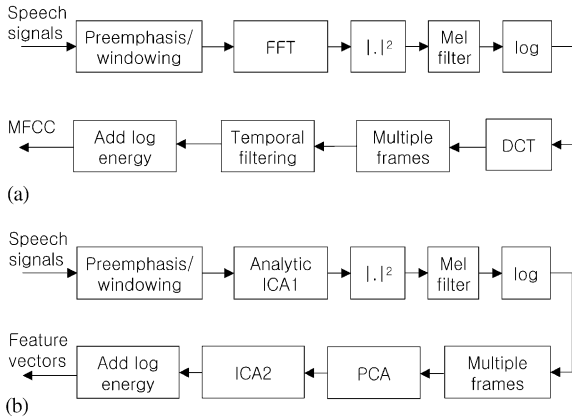 Speech
signals
Preemphasis/
windowing
FFT
|.|²
Mel
filter
log
MFCC
Add log
energy
Temporal
filtering
Multiple
frames
DCT
(a)
Speech
signals
Preemphasis/
windowing
Analytic
ICA1
|.|²
Mel
filter
log
Feature
vectors
Add log
energy
ICA2
PCA
Multiple
frames
(b)